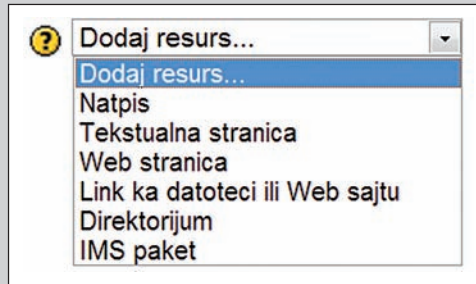 ? Dodaj resurs...
Dodaj resurs...
Natpis
Tekstualna stranica
Web stranica
Link ka datoteci ili Web sajtu
Direktorijum
IMS paket